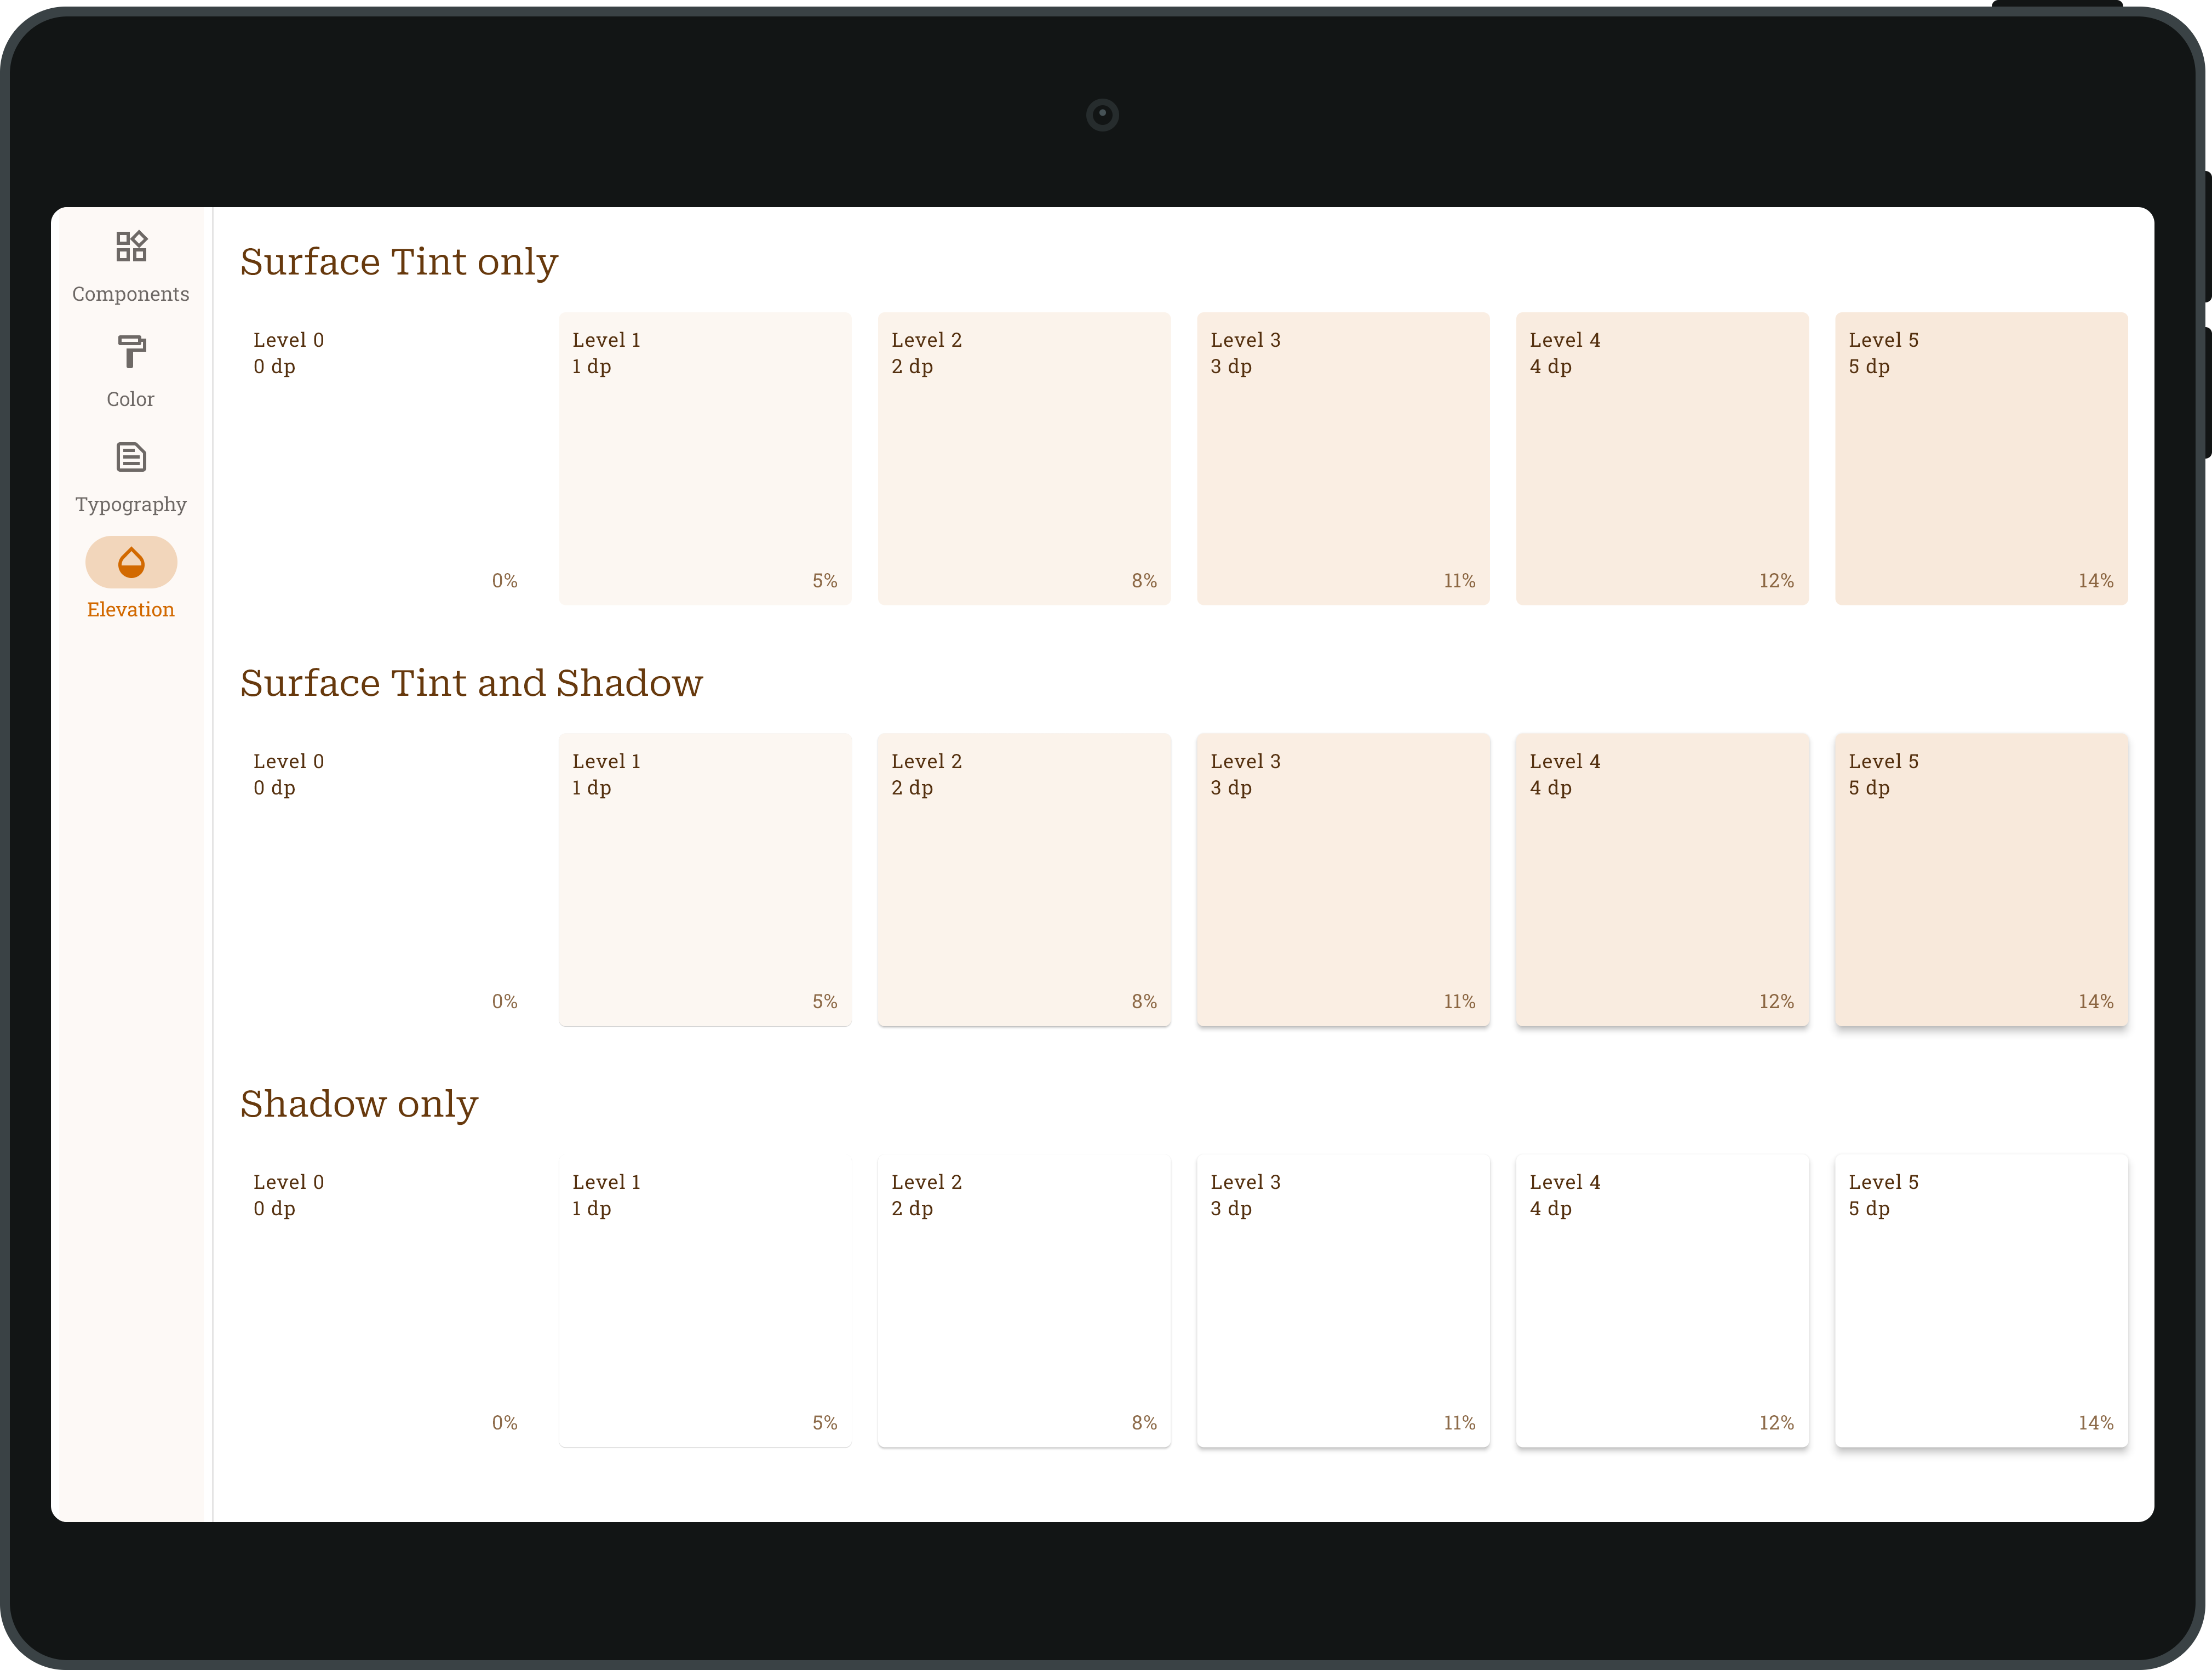 Components
Color
Typography
Elevation
Surface Tint only
Level 0
0 dp
0%
Level 1
1 dp
5%
Level 2
2 dp
8%
Level 3
3 dp
11%
Level 4
4 dp
12%
Level 5
5 dp
14%
Surface Tint and Shadow
Level 0
0 dp
0%
Level 1
1 dp
5%
Level 2
2 dp
8%
Level 3
3 dp
11%
Level 4
4 dp
12%
Level 5
5 dp
14%
Shadow only
Level 0
0 dp
0%
Level 1
1 dp
5%
Level 2
2 dp
8%
Level 3
3 dp
11%
Level 4
4 dp
12%
Level 5
5 dp
14%